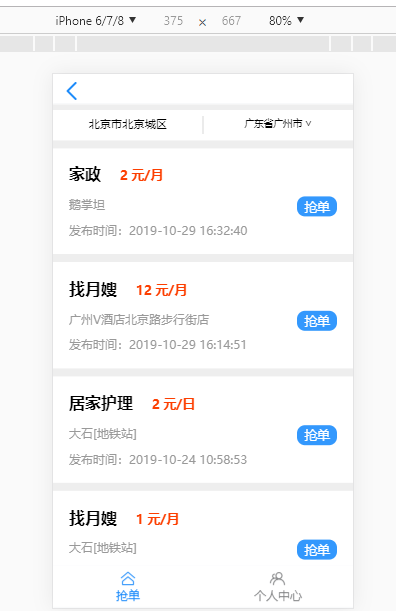 iPhone 6/7/8 ▼ 375 × 667 80% ▼
北京市北京城区 广东省广州市 ∨
家政 2 元/月
鹅掌坦 抢单
发布时间：2019-10-29 16:32:40
找月嫂 12 元/月
广州V酒店北京路步行街店 抢单
发布时间：2019-10-29 16:14:51
居家护理 2 元/日
大石[地铁站] 抢单
发布时间：2019-10-24 10:58:53
找月嫂 1 元/月
大石[地铁站] 抢单
抢单 个人中心